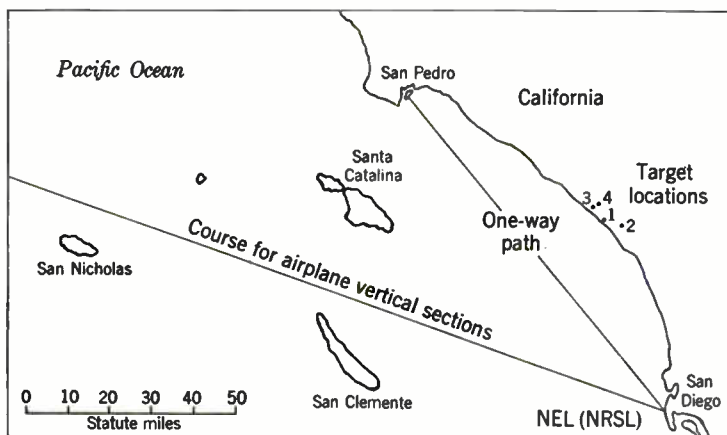 Pacific Ocean
San Pedro
California
Santa
Catalina
Target
locations
3 4
1
2
One-way
path
Course for airplane vertical sections
San Nicholas
San Clemente
0 10 20 30 40 50
Statute miles
San
Diego
NEL (NRSL)